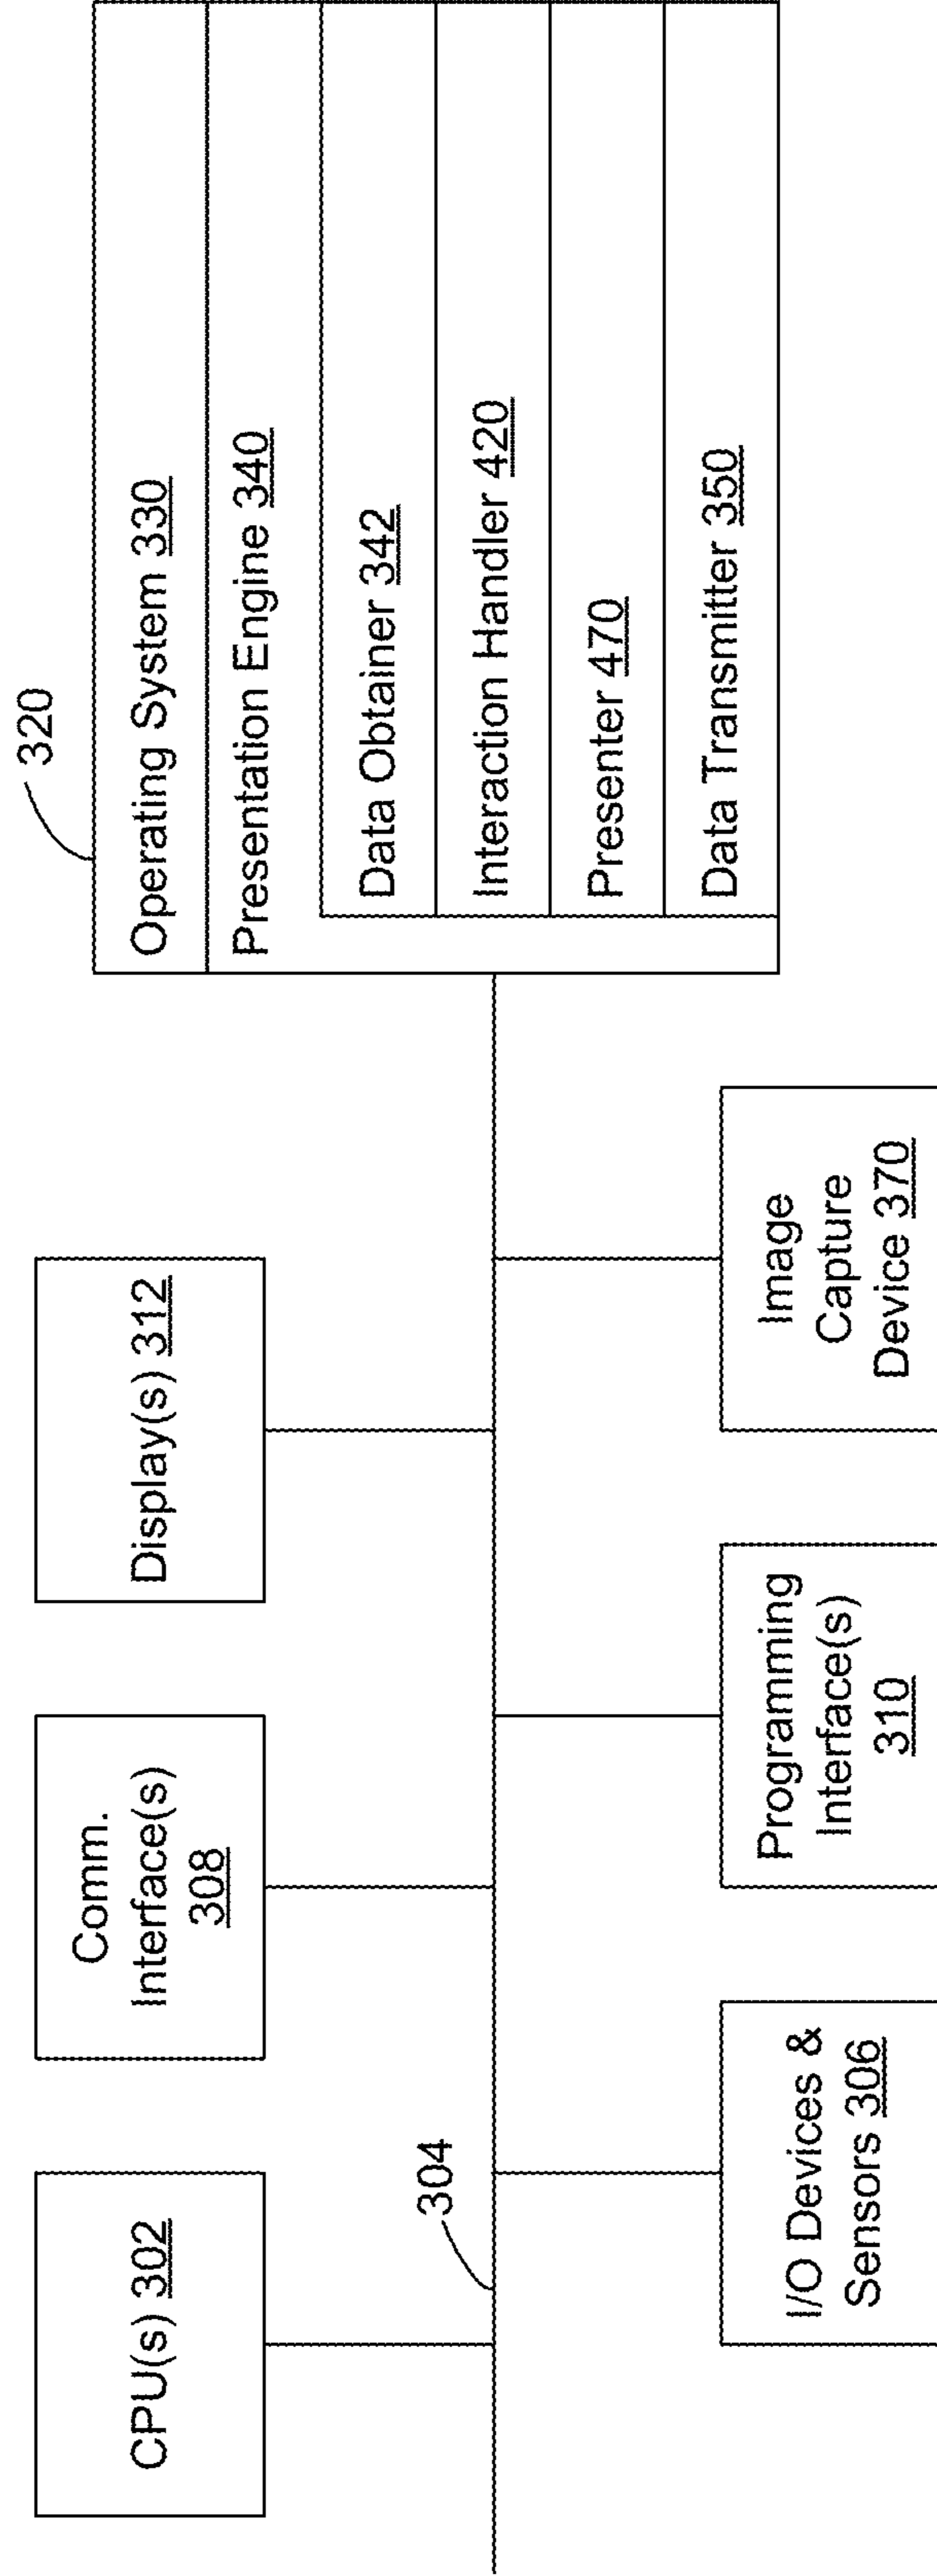 320
CPU(s) 302
Comm.
Interface(s)
308
Display(s) 312
Operating System 330
Presentation Engine 340
Data Obtainer 342
Interaction Handler 420
Presenter 470
Data Transmitter 350
304
I/O Devices &
Sensors 306
Programming
Interface(s)
310
Image
Capture
Device 370